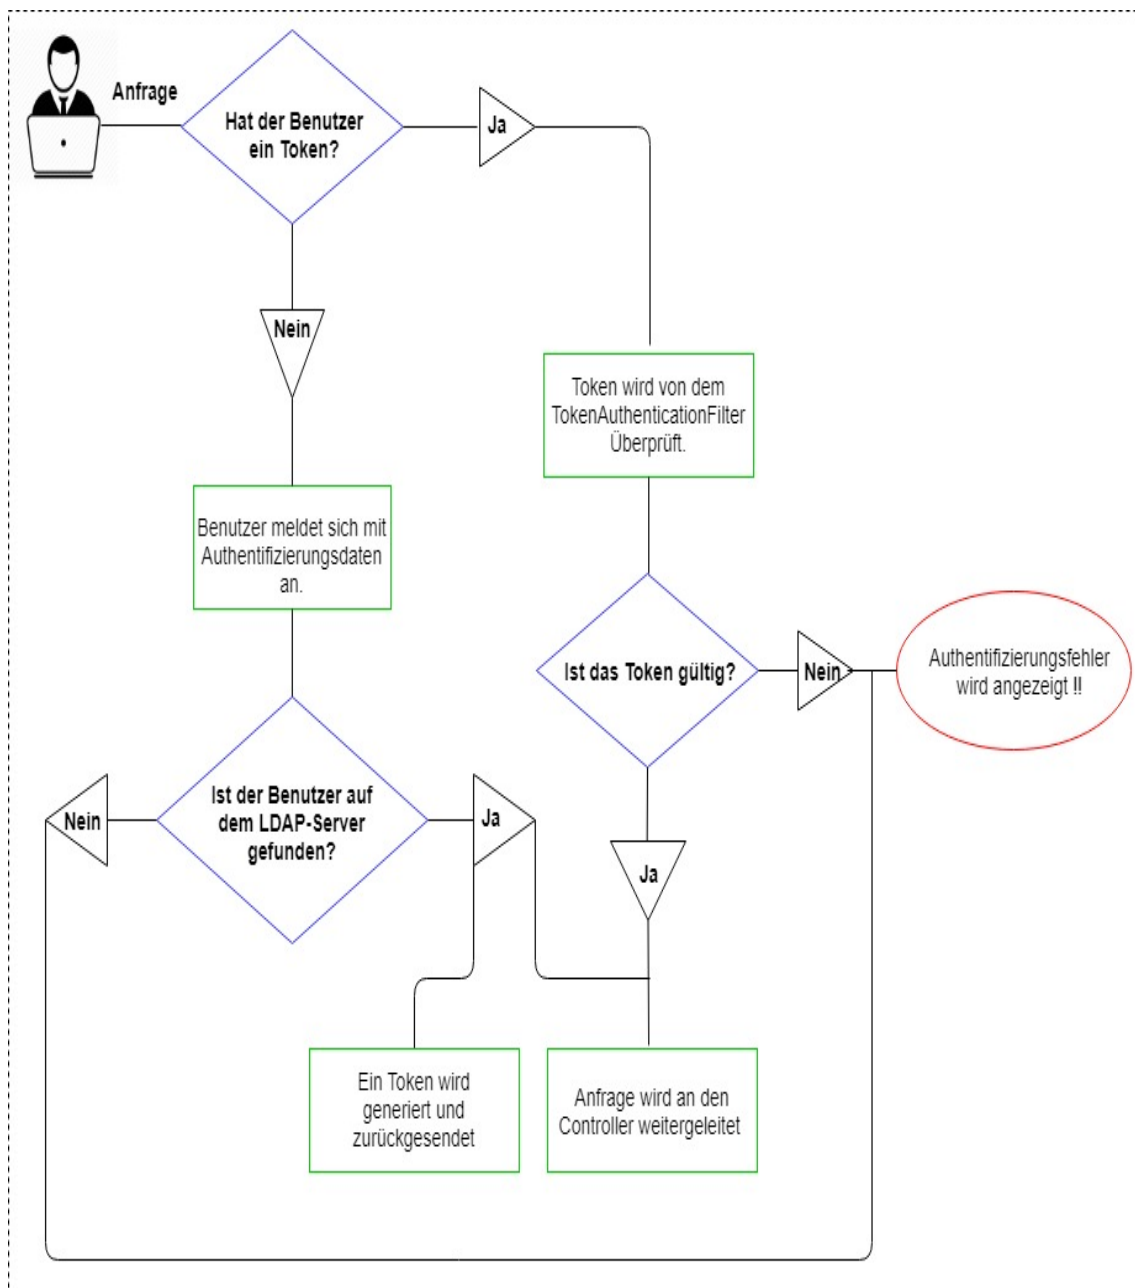 Anfrage
Hat der Benutzer
ein Token?
Ja
Nein
Token wird von dem
TokenAuthenticationFilter
Überprüft.
Benutzer meldet sich mit
Authentifizierungsdaten
an.
Ist das Token gültig?
Nein
Authentifizierungsfehler
wird angezeigt !!
Nein
Ist der Benutzer auf
dem LDAP-Server
gefunden?
Ja
Ja
Ein Token wird
generiert und
zurückgesendet
Anfrage wird an den
Controller weitergeleitet